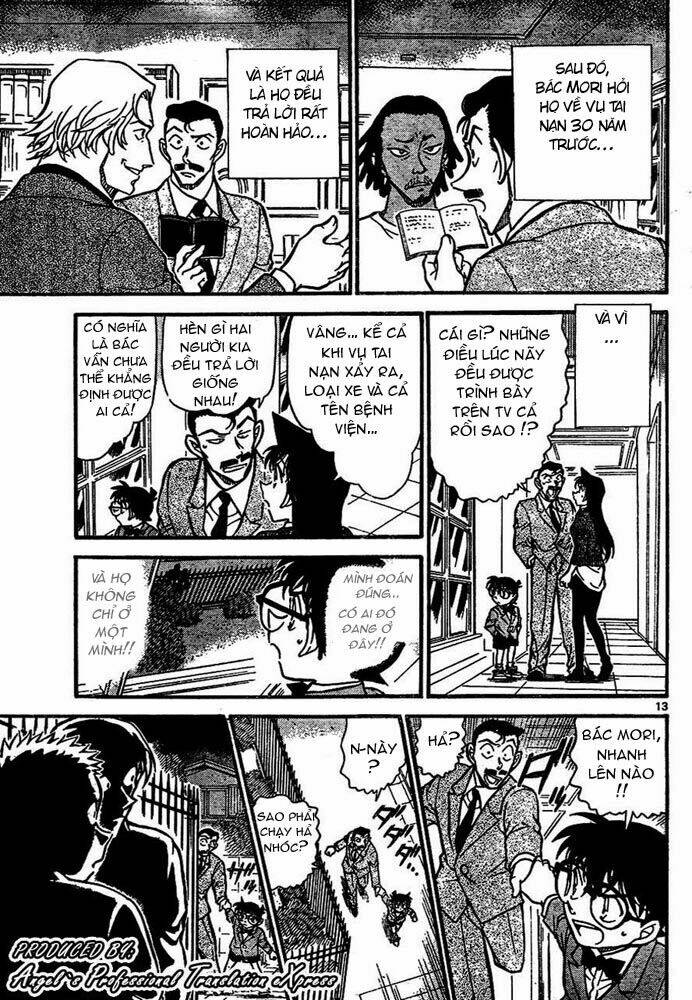 SAU ĐÓ,
BÁC MORI HỎI
HỌ VỀ VỤ TAI
NẠN 30 NĂM
TRƯỚC...
VÀ KẾT QUẢ
LÀ HỌ ĐỀU
TRẢ LỜI RẤT
HOÀN HẢO...
VÀ VÌ
...
CÁI GÌ? NHỮNG
ĐIỀU LÚC NÀY
ĐỀU ĐƯỢC
TRÌNH BÀY
TRÊN TV CẢ
RỒI SAO !?
VÂNG... KỂ CẢ
KHI VỤ TAI
NẠN XẢY RA,
LOẠI XE VÀ CẢ
TÊN BỆNH
VIỆN...
HÈN GÌ HAI
NGƯỜI KIA
ĐỀU TRẢ LỜI
GIỐNG
NHAU!
CÓ NGHĨA
LÀ BÁC
VẪN CHƯA
THỂ KHẲNG
ĐỊNH ĐƯỢC
AI CẢ!
MÌNH ĐOÁN
ĐÚNG...
CÓ AI ĐÓ
ĐANG Ở
ĐÂY!!
VÀ HỌ
KHÔNG
CHỈ Ở
MỘT
MÌNH!!
13
BÁC MORI,
NHANH
LÊN NÀO
!!
HẢ?
N-NÀY
?
SAO PHẢI
CHẠY HẢ
NHÓC?
PRODUCED BY:
Angel's Professional Translation eXpress